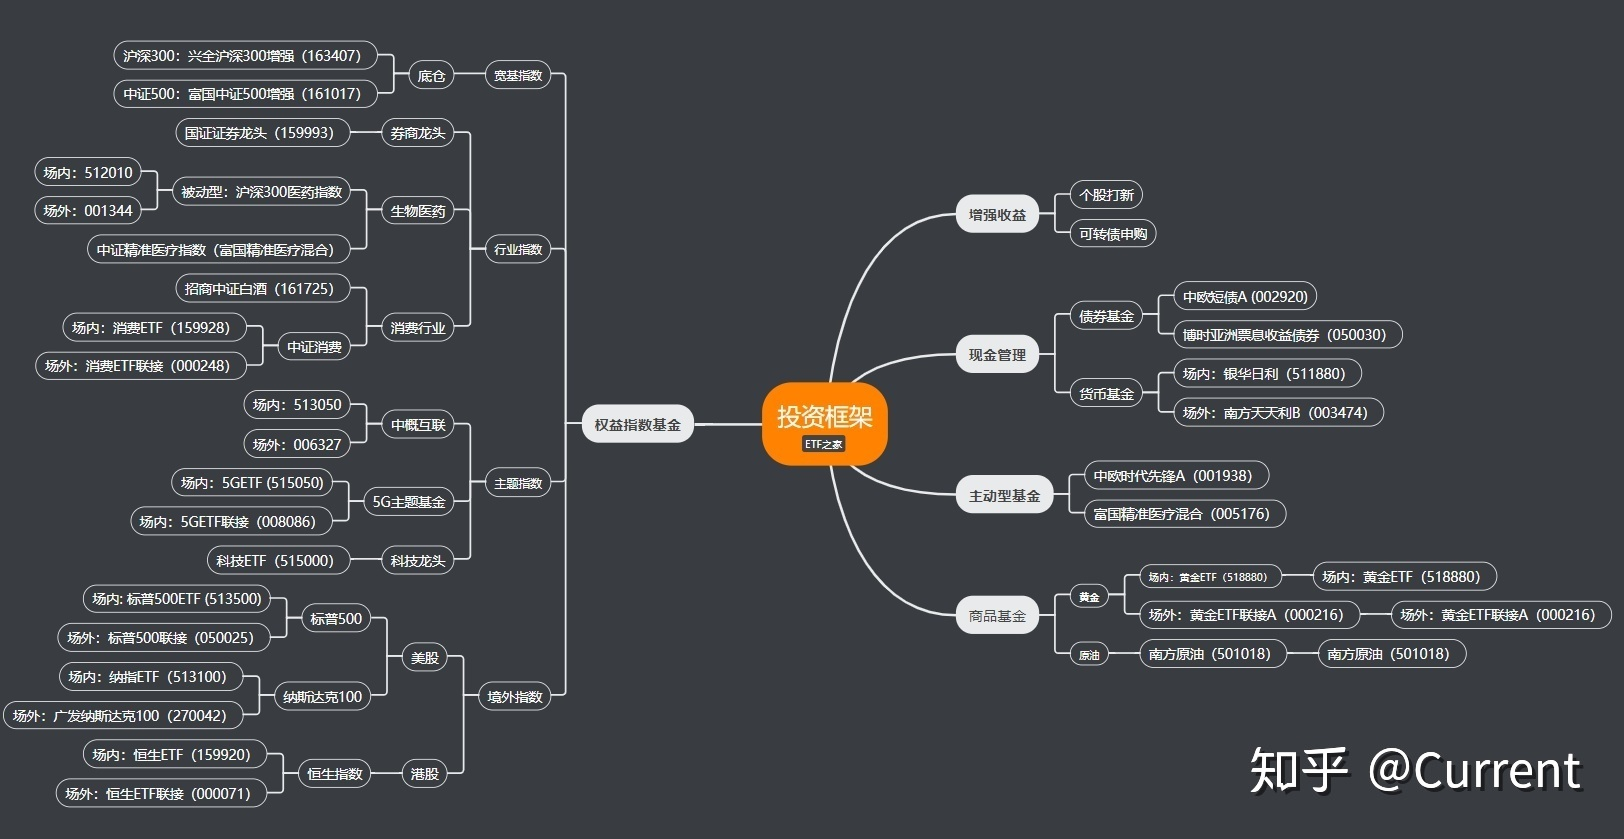 投资框架
ETF之家
权益指数基金
宽基指数
底仓
沪深300：兴全沪深300增强（163407）
中证500：富国中证500增强（161017）
行业指数
券商龙头
国证证券龙头（159993）
生物医药
被动型：沪深300医药指数
场内：512010
场外：001344
中证精准医疗指数（富国精准医疗混合）
消费行业
招商中证白酒（161725）
中证消费
场内：消费ETF（159928）
场外：消费ETF联接（000248）
主题指数
中概互联
场内：513050
场外：006327
5G主题基金
场内：5GETF (515050)
场内：5GETF联接（008086）
科技龙头
科技ETF（515000）
境外指数
美股
标普500
场内: 标普500ETF (513500)
场外：标普500联接（050025）
纳斯达克100
场内：纳指ETF（513100）
场外：广发纳斯达克100（270042）
港股
恒生指数
场内：恒生ETF（159920）
场外：恒生ETF联接（000071）
增强收益
个股打新
可转债申购
现金管理
债券基金
中欧短债A (002920)
博时亚洲票息收益债券（050030）
货币基金
场内：银华日利（511880）
场外：南方天天利B（003474）
主动型基金
中欧时代先锋A（001938）
富国精准医疗混合（005176）
商品基金
黄金
场内：黄金ETF（518880）
场内：黄金ETF（518880）
场外：黄金ETF联接A（000216）
场外：黄金ETF联接A（000216）
原油
南方原油（501018）
南方原油（501018）
知乎 @Current